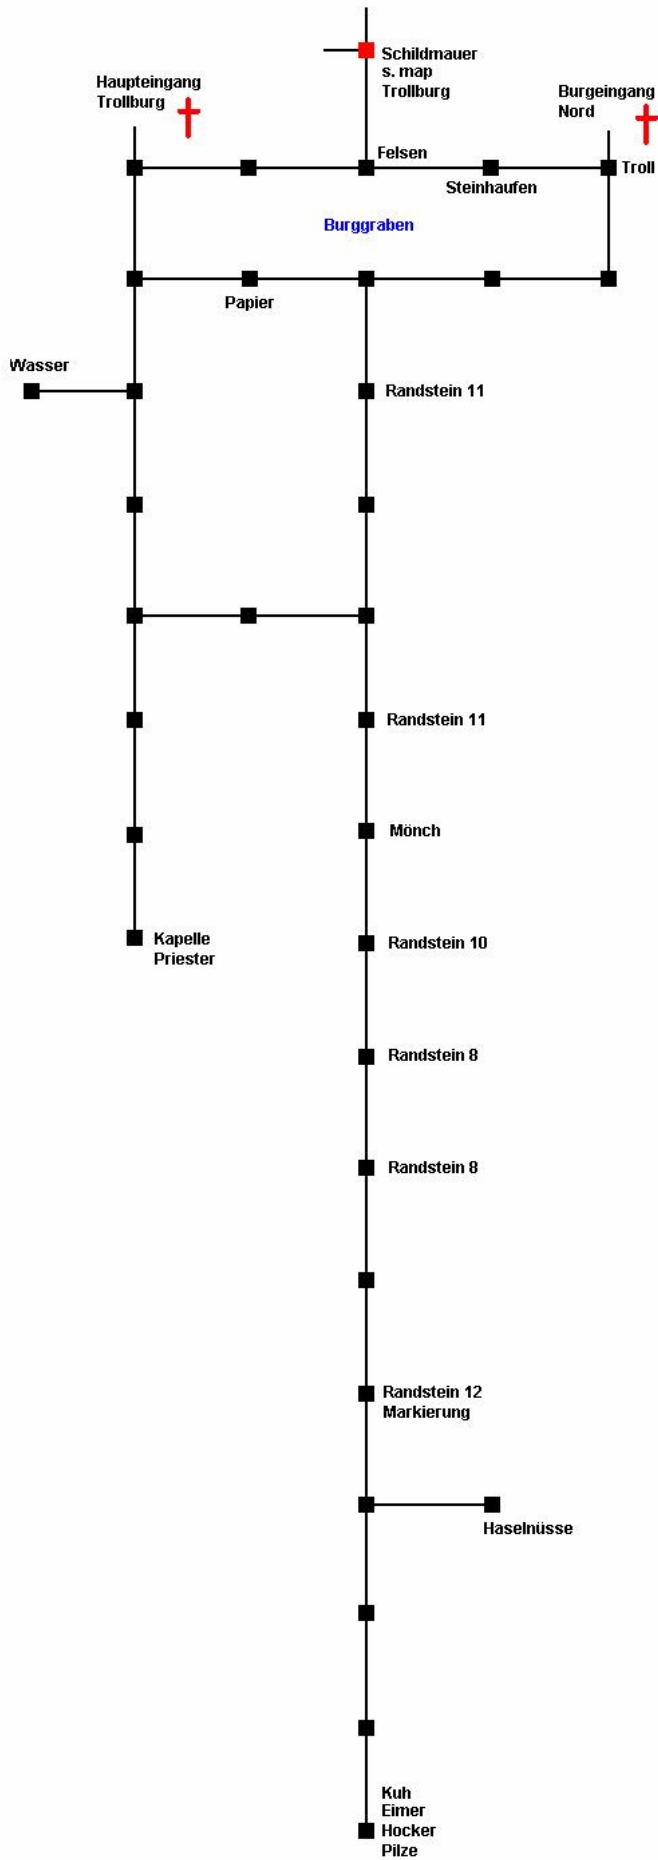 Schildmauer
s. map
Trollburg
Haupteingang
Trollburg
Burgeingang
Nord
Felsen
Steinhaufen
Troll
Burggraben
Papier
Wasser
Randstein 11
Randstein 11
Mönch
Kapelle
Priester
Randstein 10
Randstein 8
Randstein 8
Randstein 12
Markierung
Haselnüsse
Kuh
Eimer
Hocker
Pilze